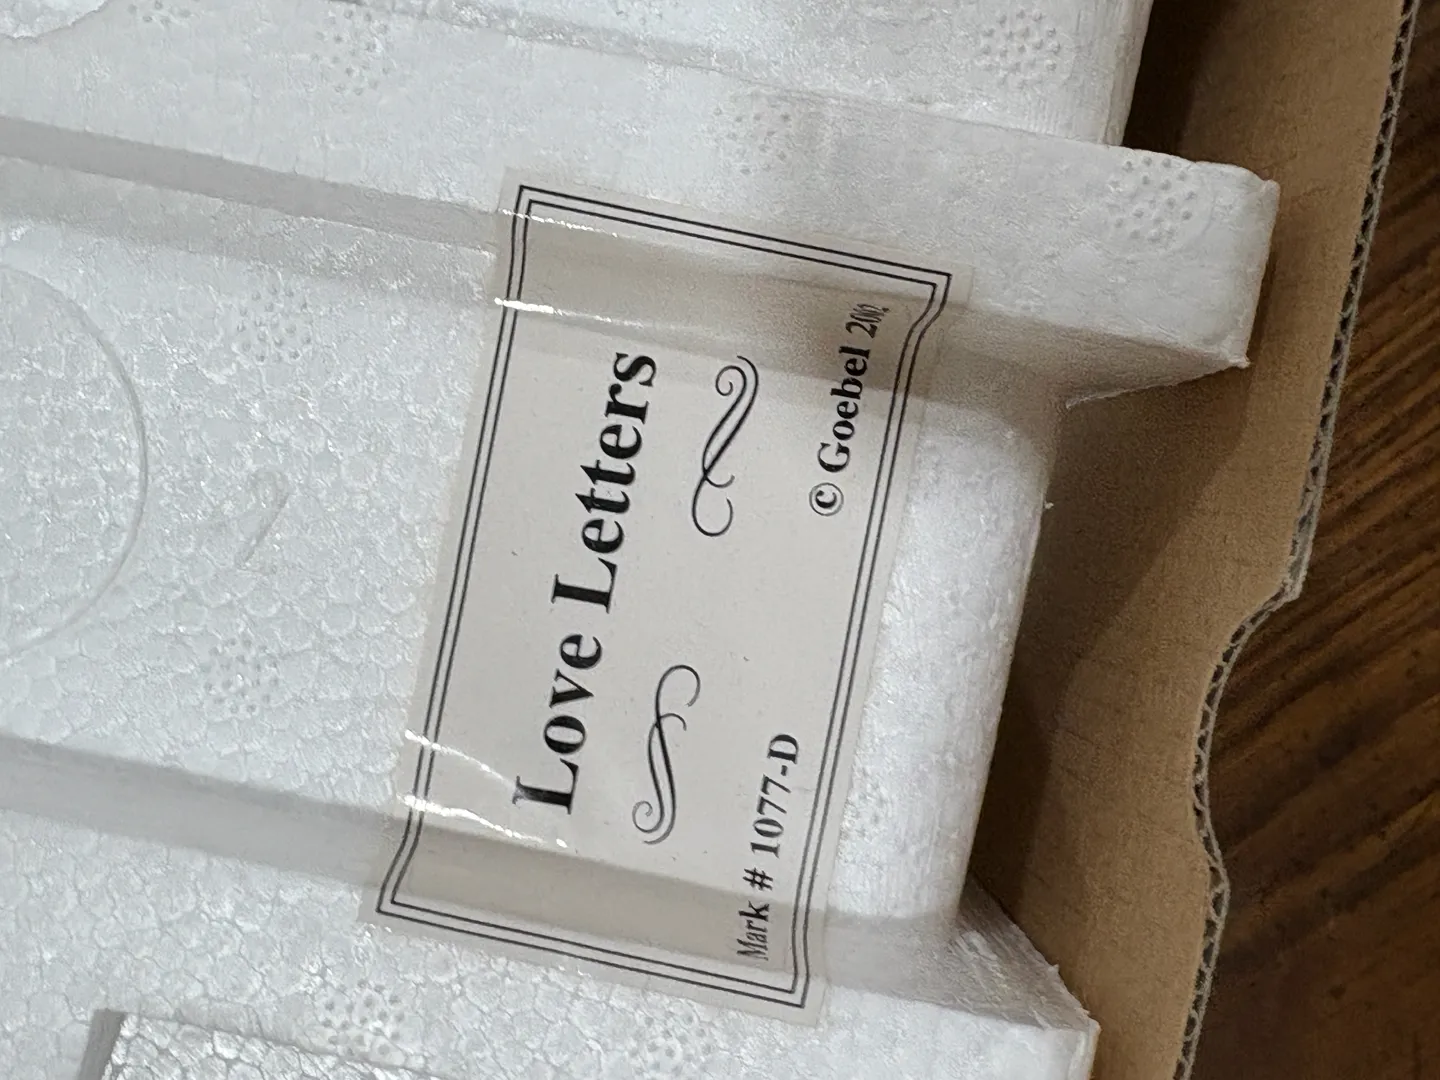 Love Letters
Mark # 1077-D
© Goebel 2002